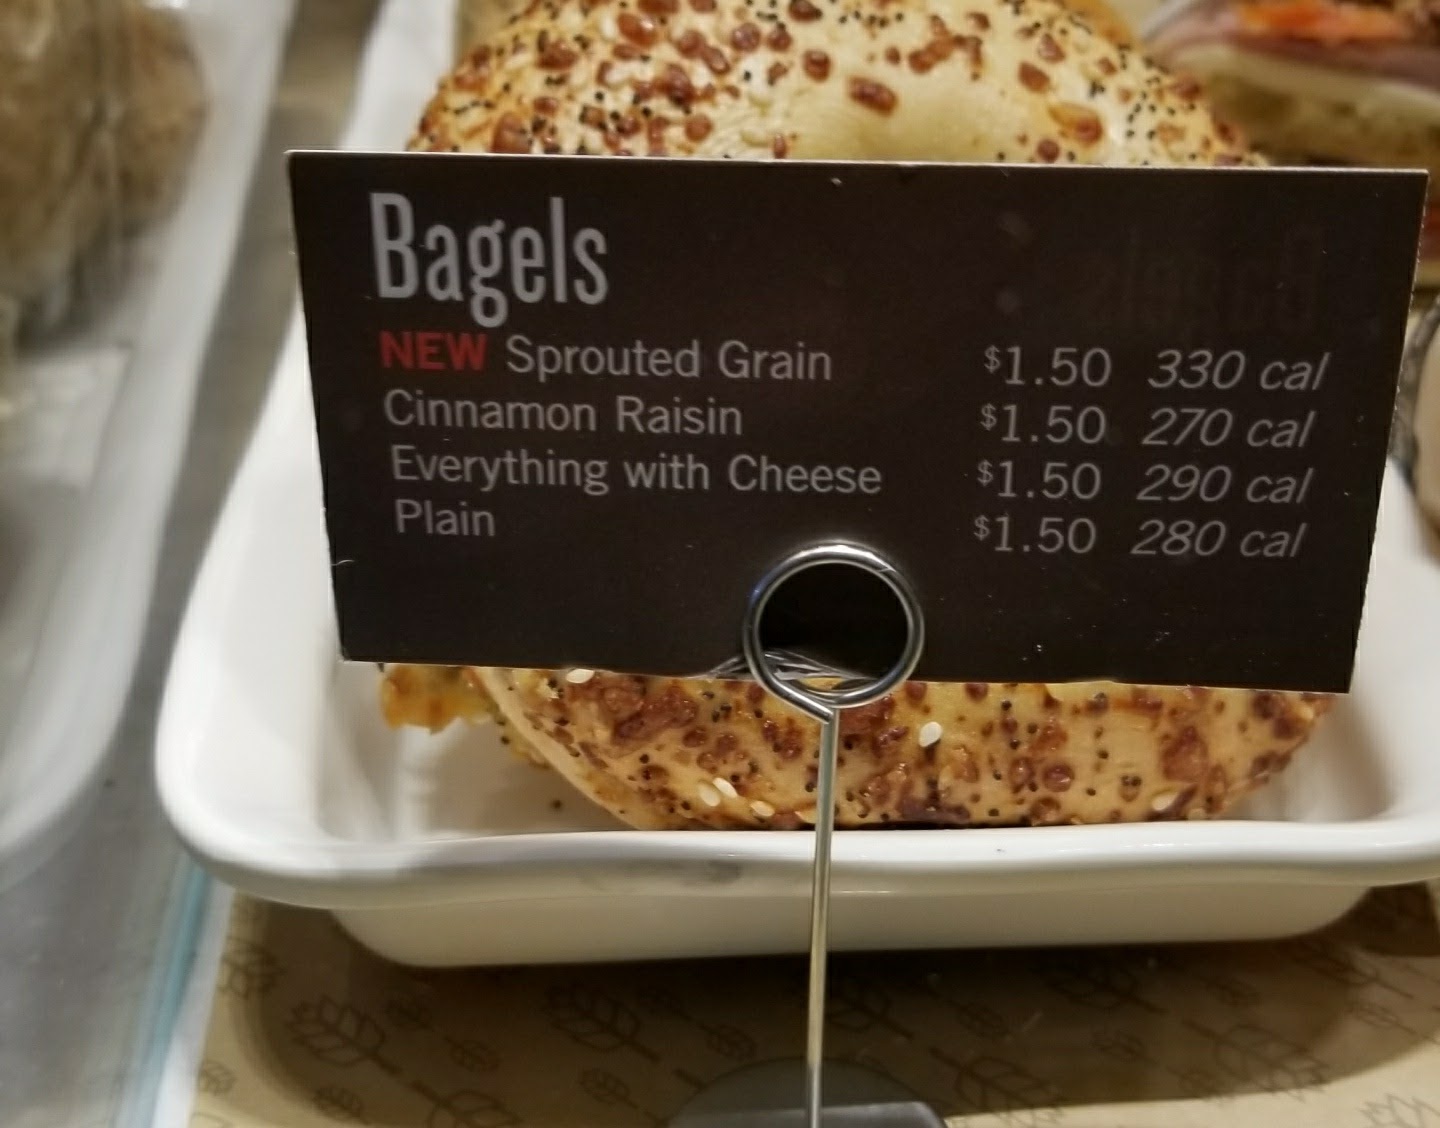 Bagels
NEW Sprouted Grain $1.50 330 cal
Cinnamon Raisin $1.50 270 cal
Everything with Cheese $1.50 290 cal
Plain $1.50 280 cal